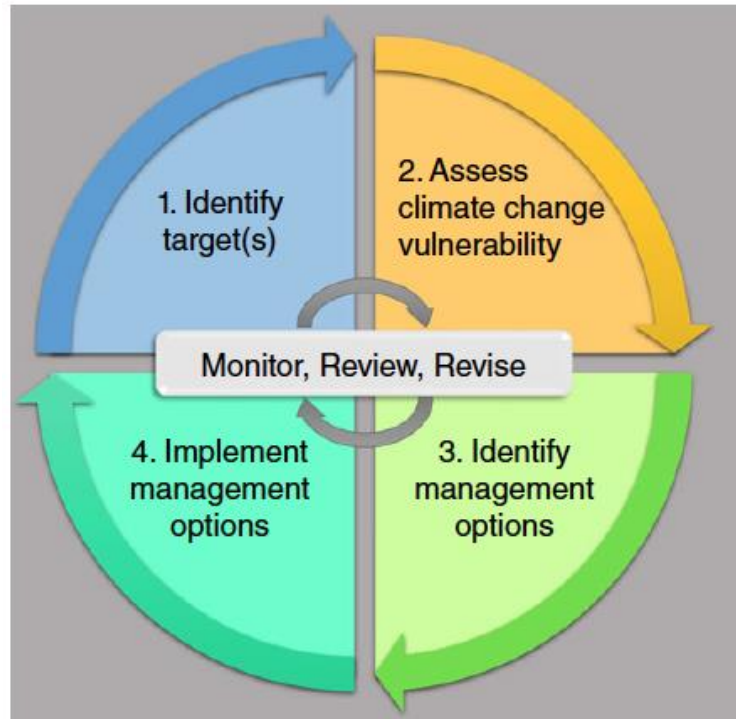 1. Identify
target(s)
2. Assess
climate change
vulnerability
Monitor, Review, Revise
4. Implement
management
options
3. Identify
management
options